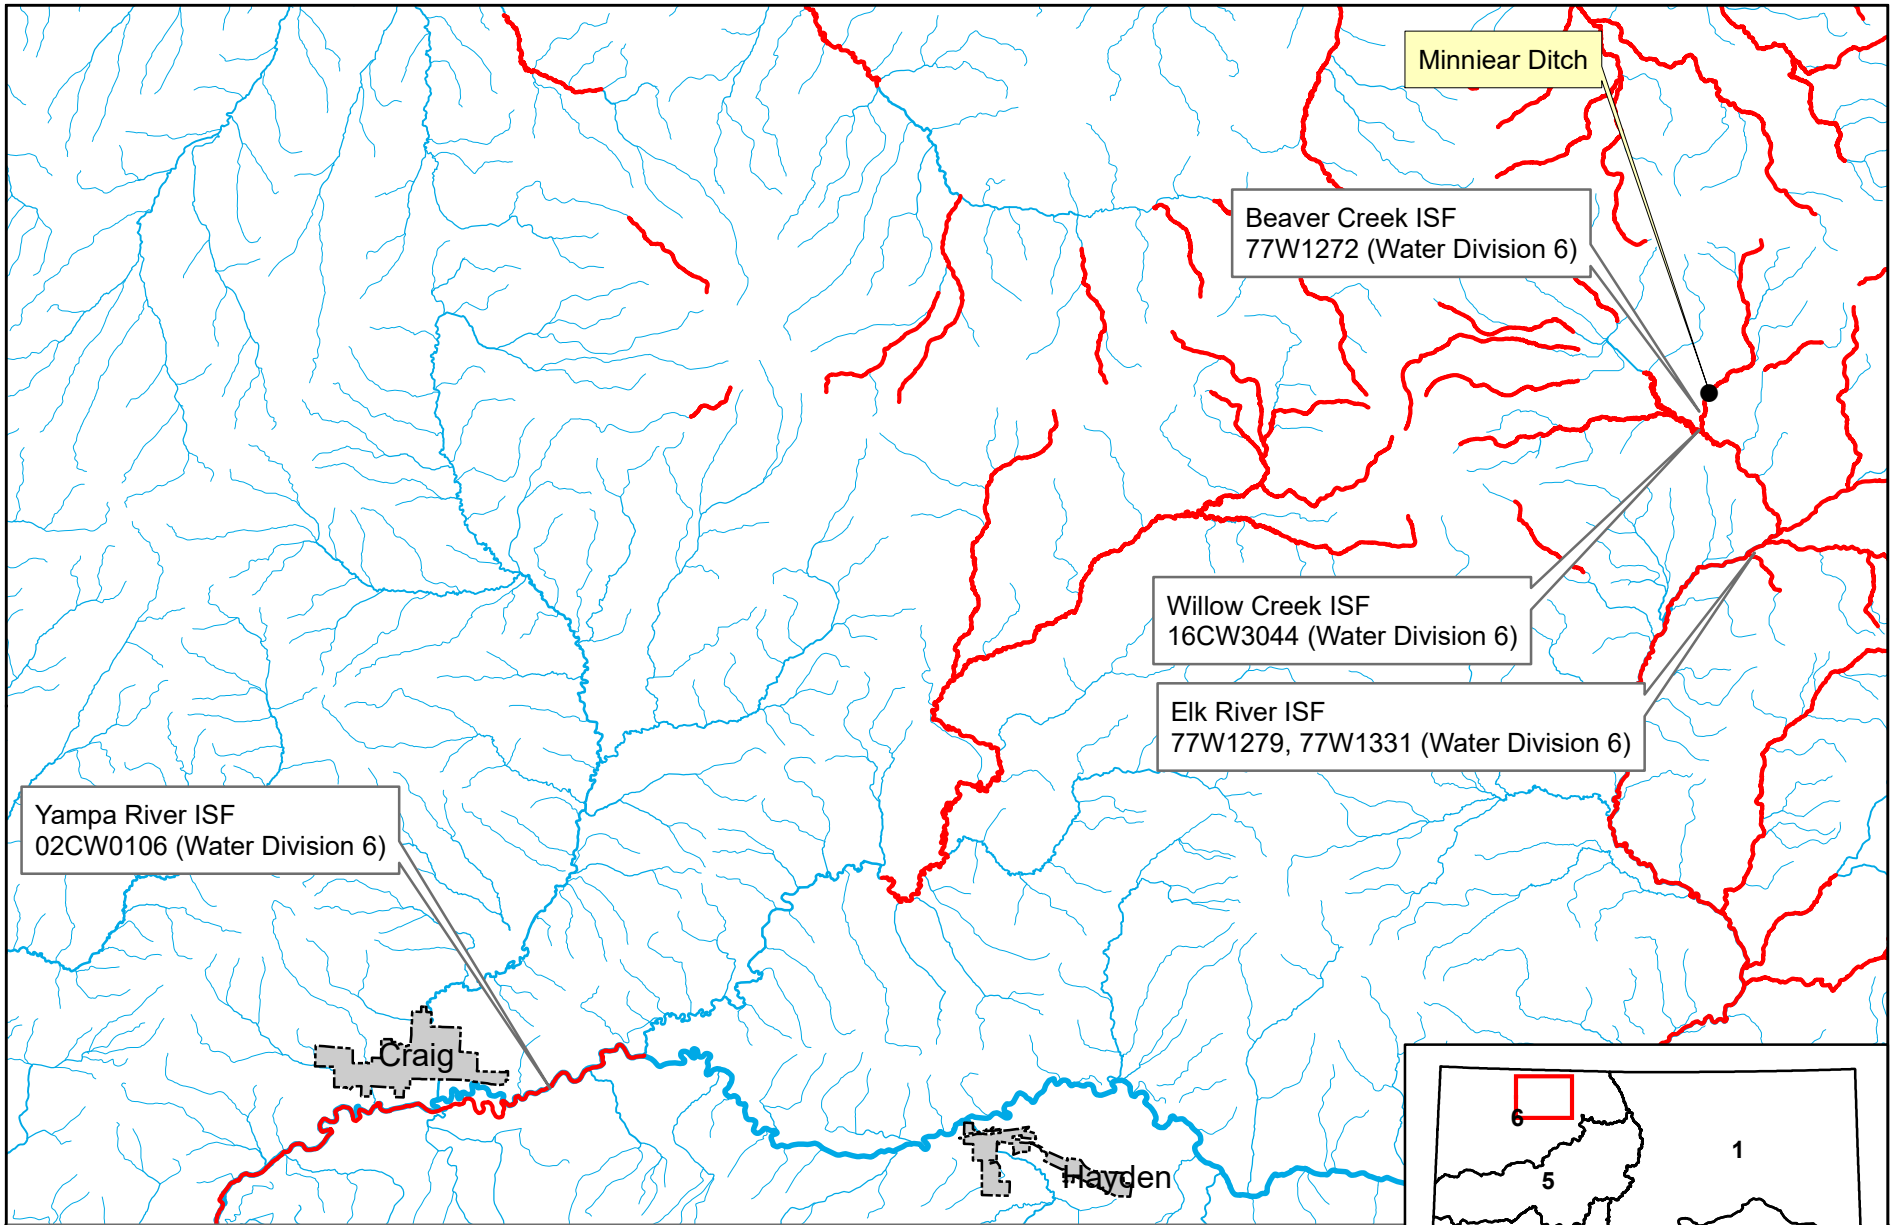 Minniear Ditch
Beaver Creek ISF
77W1272 (Water Division 6)
Willow Creek ISF
16CW3044 (Water Division 6)
Elk River ISF
77W1279, 77W1331 (Water Division 6)
Yampa River ISF
02CW0106 (Water Division 6)
Craig
Hayden
6
1
5